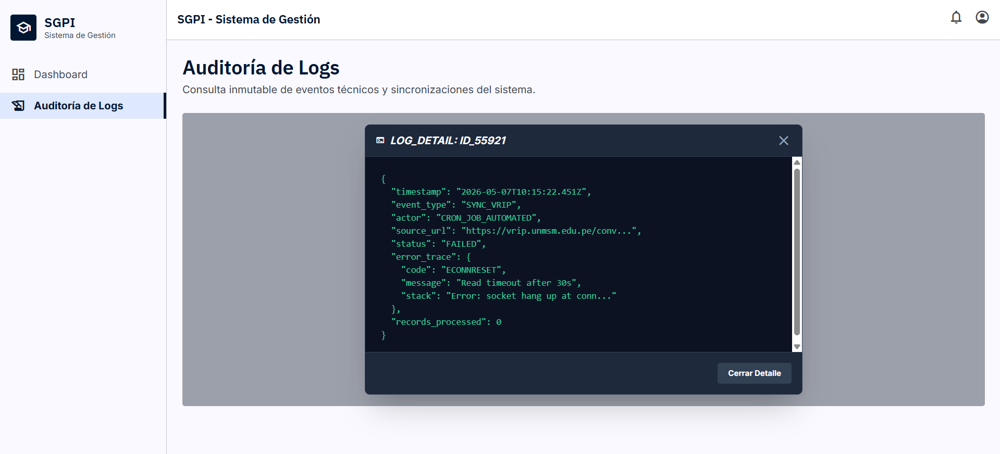 SGPI
Sistema de Gestión
Dashboard
Auditoría de Logs
SGPI - Sistema de Gestión
Auditoría de Logs
Consulta inmutable de eventos técnicos y sincronizaciones del sistema.
LOG_DETAIL: ID_55921
{
  "timestamp": "2026-05-07T10:15:22.451Z",
  "event_type": "SYNC_VRIP",
  "actor": "CRON_JOB_AUTOMATED",
  "source_url": "https://vrip.unmsm.edu.pe/conv...",
  "status": "FAILED",
  "error_trace": {
    "code": "ECONNRESET",
    "message": "Read timeout after 30s",
    "stack": "Error: socket hang up at conn..."
  },
  "records_processed": 0
}
Cerrar Detalle